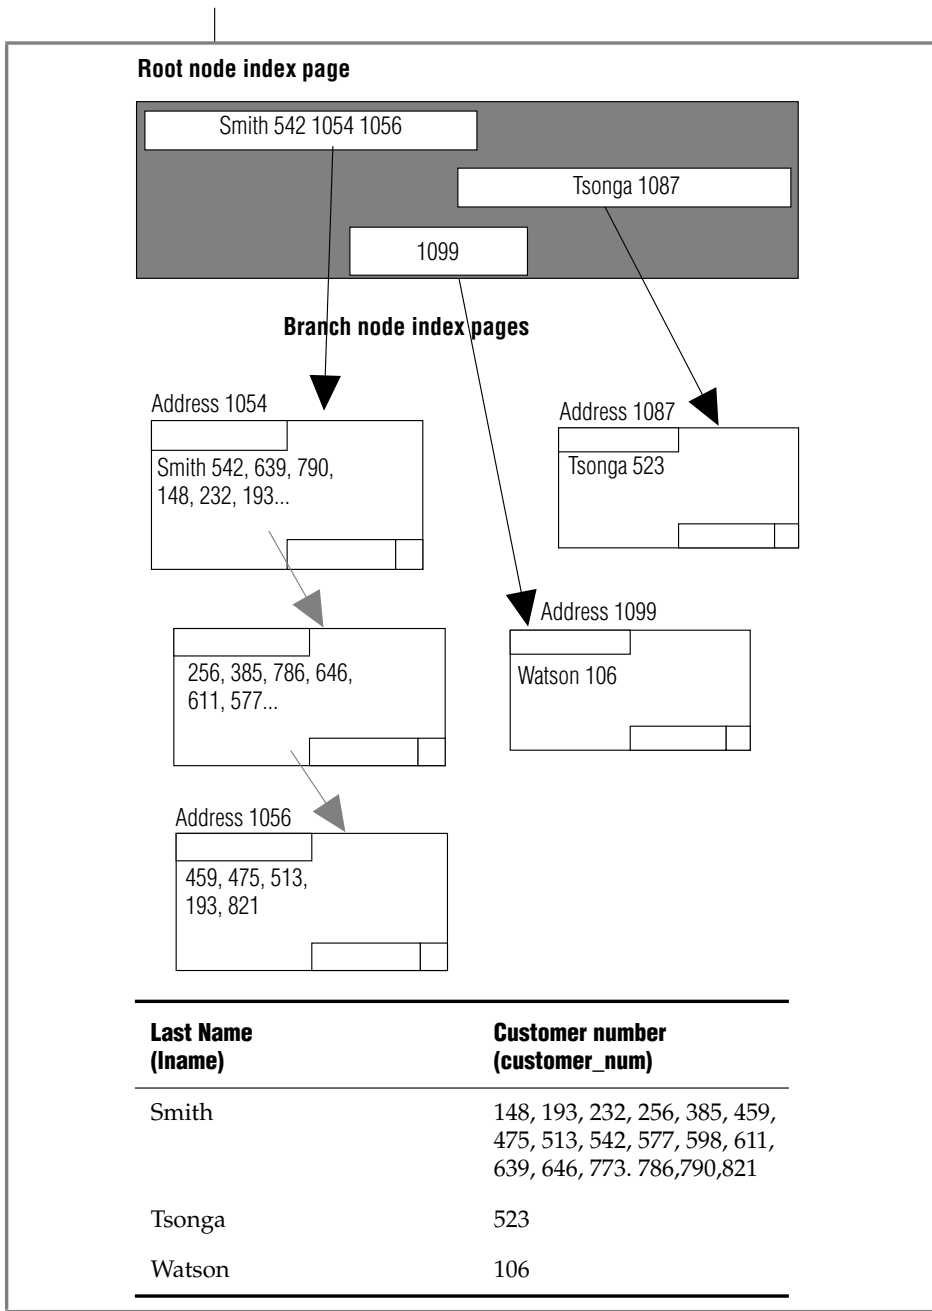 Root node index page
Smith 542 1054 1056
Tsonga 1087
1099
Branch node index pages
Address 1054
Smith 542, 639, 790,
148, 232, 193...
Address 1087
Tsonga 523
256, 385, 786, 646,
611, 577...
Address 1099
Watson 106
Address 1056
459, 475, 513,
193, 821
Last Name
(lname)
Customer number
(customer_num)
Smith
148, 193, 232, 256, 385, 459,
475, 513, 542, 577, 598, 611,
639, 646, 773. 786,790,821
Tsonga
523
Watson
106